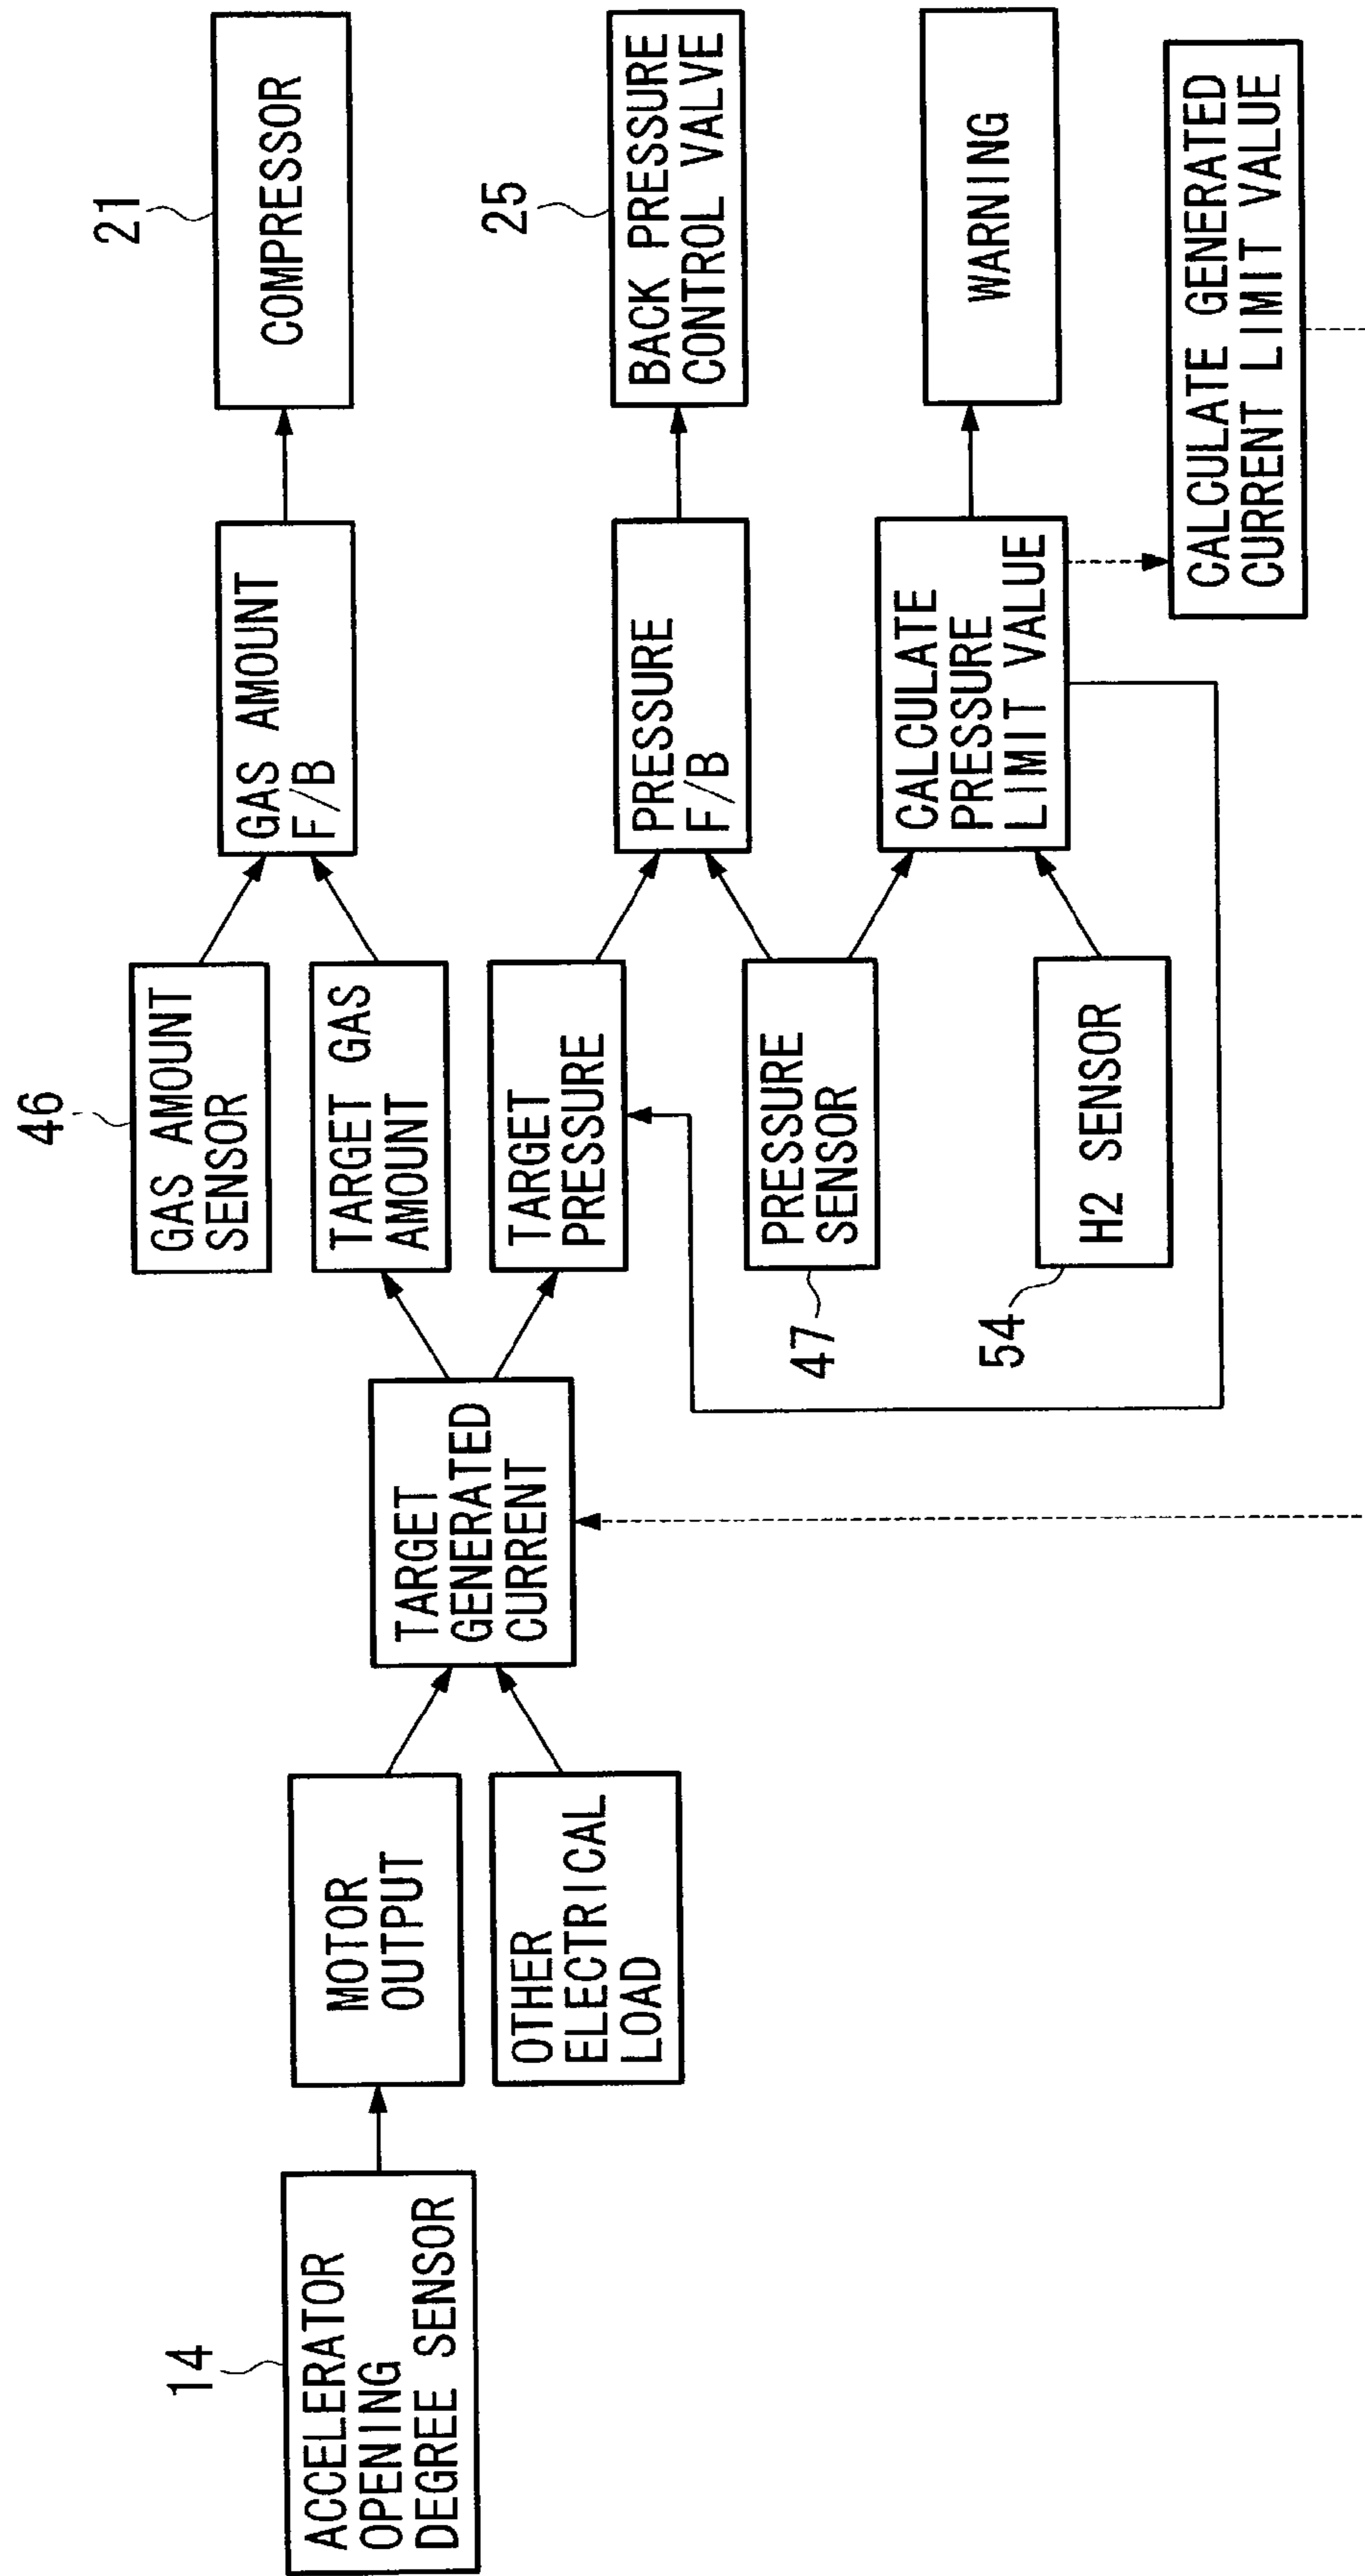 14
ACCELERATOR
OPENING
DEGREE SENSOR
MOTOR
OUTPUT
OTHER
ELECTRICAL
LOAD
TARGET
GENERATED
CURRENT
46
GAS AMOUNT
SENSOR
TARGET GAS
AMOUNT
TARGET
PRESSURE
PRESSURE
SENSOR
47
H2 SENSOR
54
GAS AMOUNT
F/B
PRESSURE
F/B
CALCULATE
PRESSURE
LIMIT VALUE
21
COMPRESSOR
25
BACK PRESSURE
CONTROL VALVE
WARNING
CALCULATE GENERATED
CURRENT LIMIT VALUE